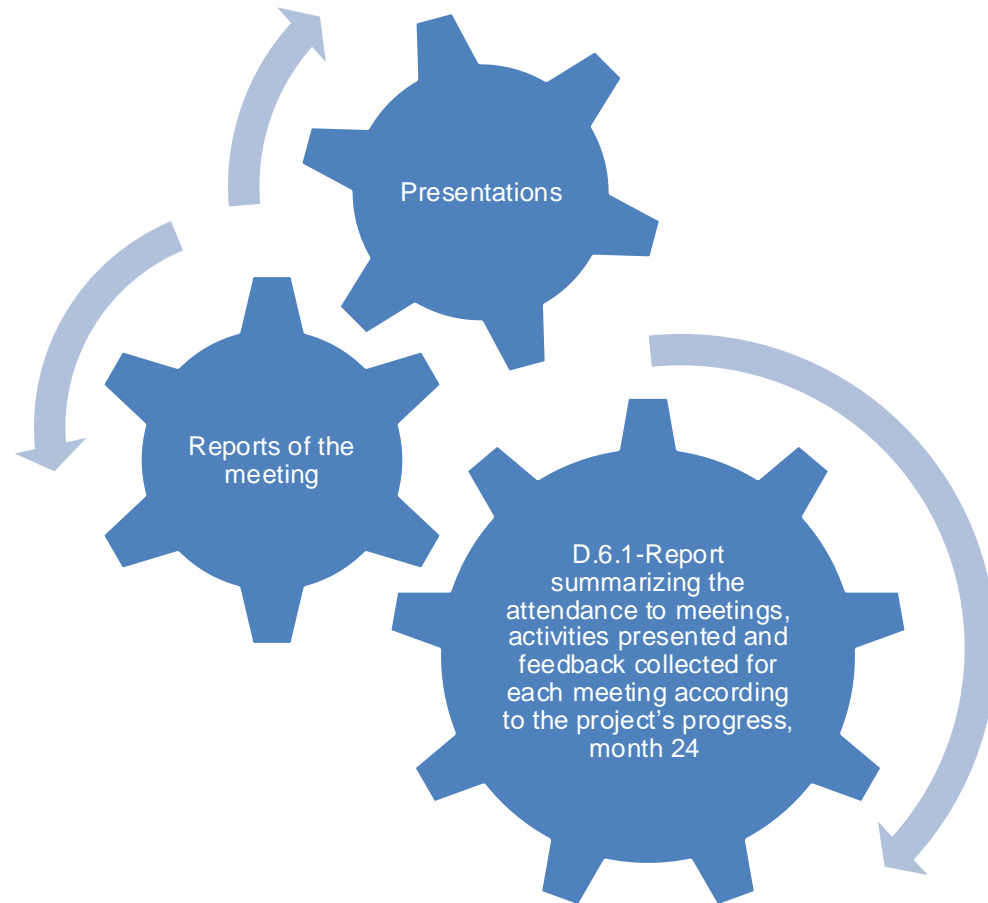 Presentations
Reports of the
meeting
D.6.1-Report
summarizing the
attendance to meetings,
activities presented and
feedback collected for
each meeting according
to the project’s progress,
month 24